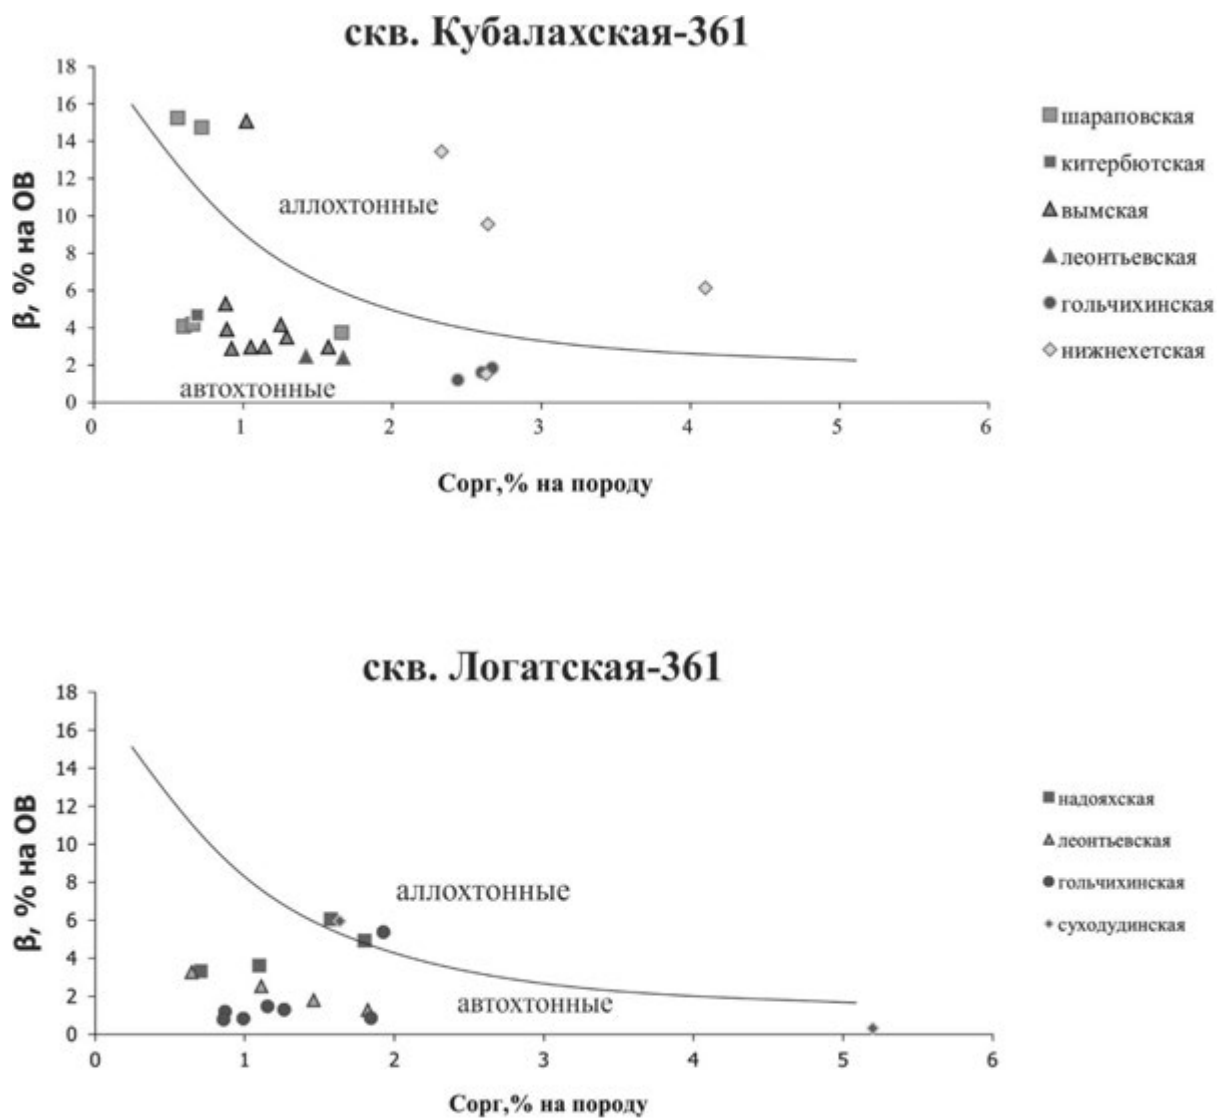 скв. Кубалахская-361
18
16
14
12
10
8
6
4
2
0
β, % на ОВ
аллохтонные
автохтонные
0 1 2 3 4 5 6
Сорг,% на породу
шараповская
китербютская
вымская
леонтьевская
гольчихинская
нижнехетская
скв. Логатская-361
18
16
14
12
10
8
6
4
2
0
β, % на ОВ
аллохтонные
автохтонные
0 1 2 3 4 5 6
Сорг,% на породу
надояхская
леонтьевская
гольчихинская
суходудинская